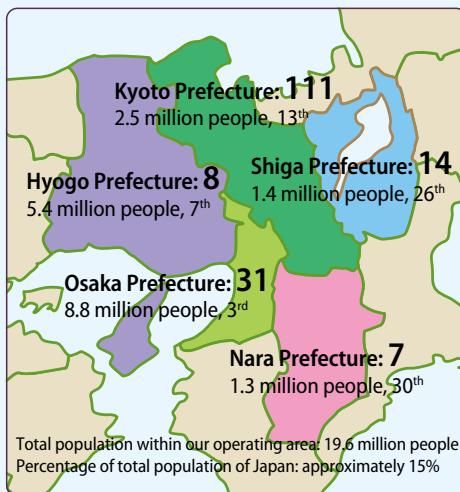 Kyoto Prefecture: 111
2.5 million people, 13th
Shiga Prefecture: 14
1.4 million people, 26th
Hyogo Prefecture: 8
5.4 million people, 7th
Osaka Prefecture: 31
8.8 million people, 3rd
Nara Prefecture: 7
1.3 million people, 30th
Total population within our operating area: 19.6 million people
Percentage of total population of Japan: approximately 15%